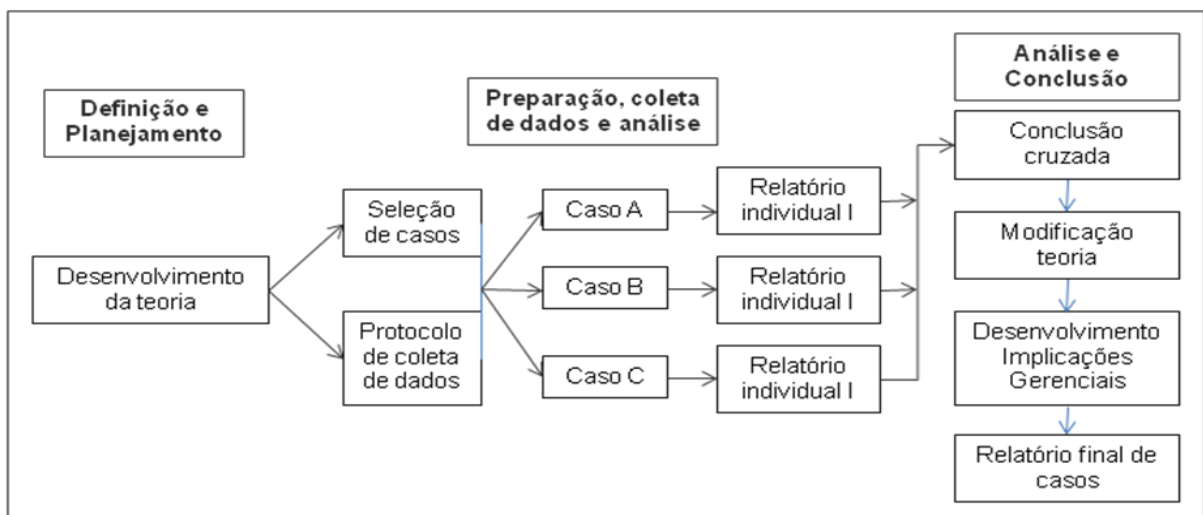 Definição e
Planejamento
Desenvolvimento
da teoria
Seleção
de casos
Protocolo
de coleta
de dados
Preparação, coleta
de dados e análise
Caso A
Relatório
individual I
Caso B
Relatório
individual I
Caso C
Relatório
individual I
Análise e
Conclusão
Conclusão
cruzada
Modificação
teoria
Desenvolvimento
Implicações
Gerenciais
Relatório final de
casos